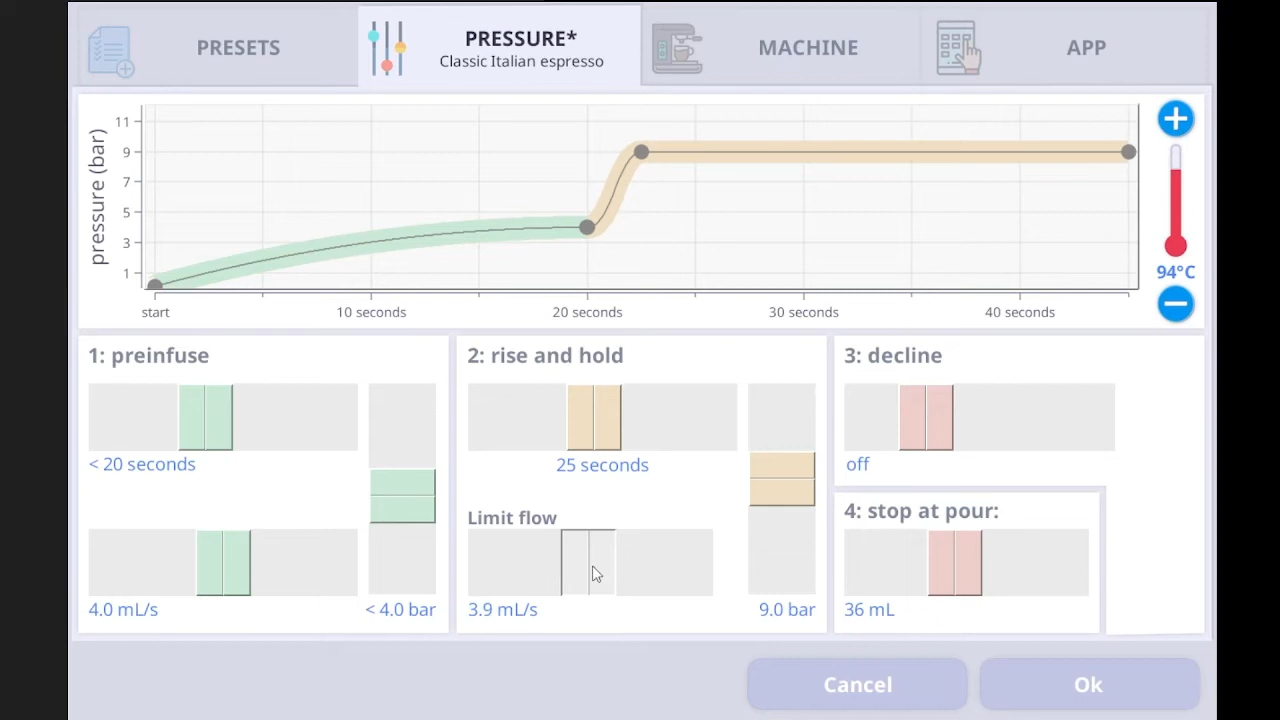 PRESETS
PRESSURE*
Classic Italian espresso
MACHINE
APP
pressure (bar)
11
9
7
5
3
1
start
10 seconds
20 seconds
30 seconds
40 seconds
94°C
1: preinfuse
< 20 seconds
4.0 mL/s
< 4.0 bar
2: rise and hold
25 seconds
Limit flow
3.9 mL/s
9.0 bar
3: decline
off
4: stop at pour:
36 mL
Cancel
Ok